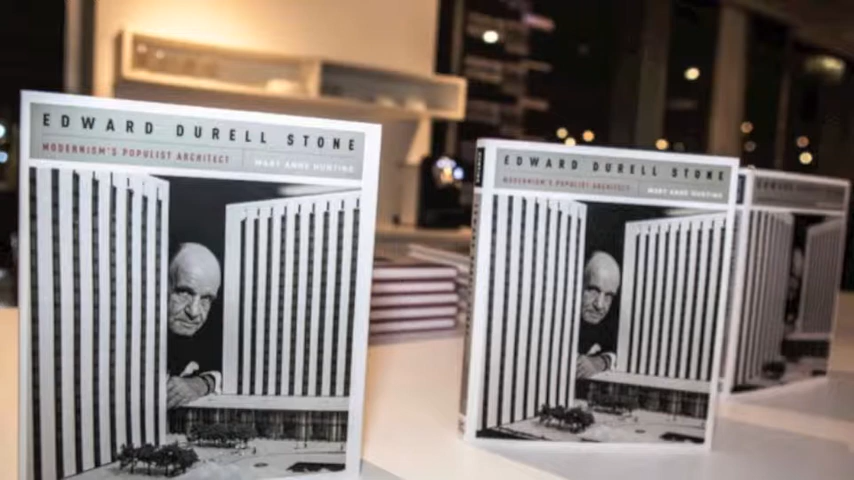 EDWARD DURELL STONE
MODERNISM'S POPULIST ARCHITECT
MARY ANNE HUNTING
EDWARD DURELL STONE
MODERNISM'S POPULIST ARCHITECT
MARY ANNE HUNTING